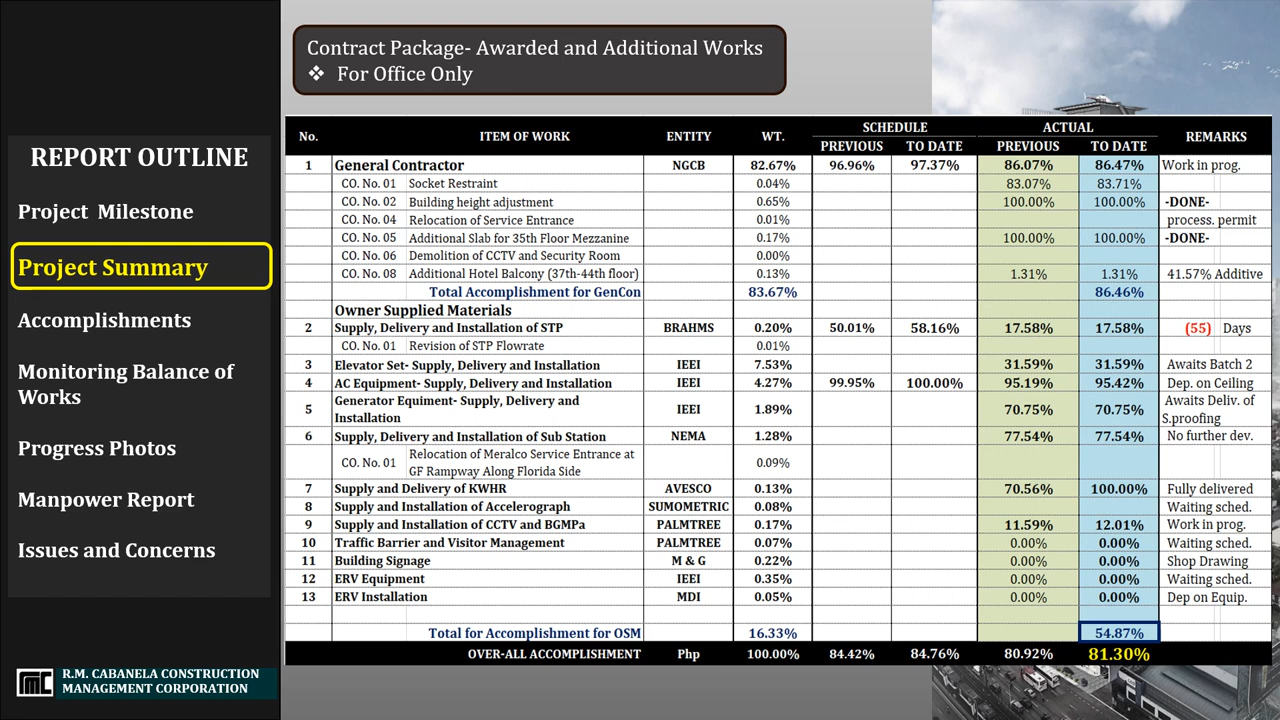 Contract Package- Awarded and Additional Works
❖ For Office Only
REPORT OUTLINE
Project Milestone
Project Summary
Accomplishments
Monitoring Balance of
Works
Progress Photos
Manpower Report
Issues and Concerns
R.M. CABANELA CONSTRUCTION
MANAGEMENT CORPORATION
No. ITEM OF WORK ENTITY WT. SCHEDULE ACTUAL REMARKS
PREVIOUS TO DATE PREVIOUS TO DATE
1 General Contractor NGCB 82.67% 96.96% 97.37% 86.07% 86.47% Work in prog.
CO. No. 01 Socket Restraint 0.04% 83.07% 83.71%
CO. No. 02 Building height adjustment 0.65% 100.00% 100.00% -DONE-
CO. No. 04 Relocation of Service Entrance 0.01% process. permit
CO. No. 05 Additional Slab for 35th Floor Mezzanine 0.17% 100.00% 100.00% -DONE-
CO. No. 06 Demolition of CCTV and Security Room 0.00%
CO. No. 08 Additional Hotel Balcony (37th-44th floor) 0.13% 1.31% 1.31% 41.57% Additive
Total Accomplishment for GenCon 83.67% 86.46%
Owner Supplied Materials
2 Supply, Delivery and Installation of STP BRAHMS 0.20% 50.01% 58.16% 17.58% 17.58% (55) Days
CO. No. 01 Revision of STP Flowrate 0.01%
3 Elevator Set- Supply, Delivery and Installation IEEI 7.53% 31.59% 31.59% Awaits Batch 2
4 AC Equipment- Supply, Delivery and Installation IEEI 4.27% 99.95% 100.00% 95.19% 95.42% Dep. on Ceiling
5 Generator Equiment- Supply, Delivery and IEEI 1.89% 70.75% 70.75% Awaits Deliv. of
Installation S.proofing
6 Supply, Delivery and Installation of Sub Station NEMA 1.28% 77.54% 77.54% No further dev.
CO. No. 01 Relocation of Meralco Service Entrance at 0.09%
GF Rampway Along Florida Side
7 Supply and Delivery of KWHR AVESCO 0.13% 70.56% 100.00% Fully delivered
8 Supply and Installation of Accelerograph SUMOMETRIC 0.08% Waiting sched.
9 Supply and Installation of CCTV and BGMPa PALMTREE 0.17% 11.59% 12.01% Work in prog.
10 Traffic Barrier and Visitor Management PALMTREE 0.07% 0.00% 0.00% Waiting sched.
11 Building Signage M & G 0.22% 0.00% 0.00% Shop Drawing
12 ERV Equipment IEEI 0.35% 0.00% 0.00% Waiting sched.
13 ERV Installation MDI 0.05% 0.00% 0.00% Dep on Equip.
Total for Accomplishment for OSM 16.33% 54.87%
OVER-ALL ACCOMPLISHMENT Php 100.00% 84.42% 84.76% 80.92% 81.30%